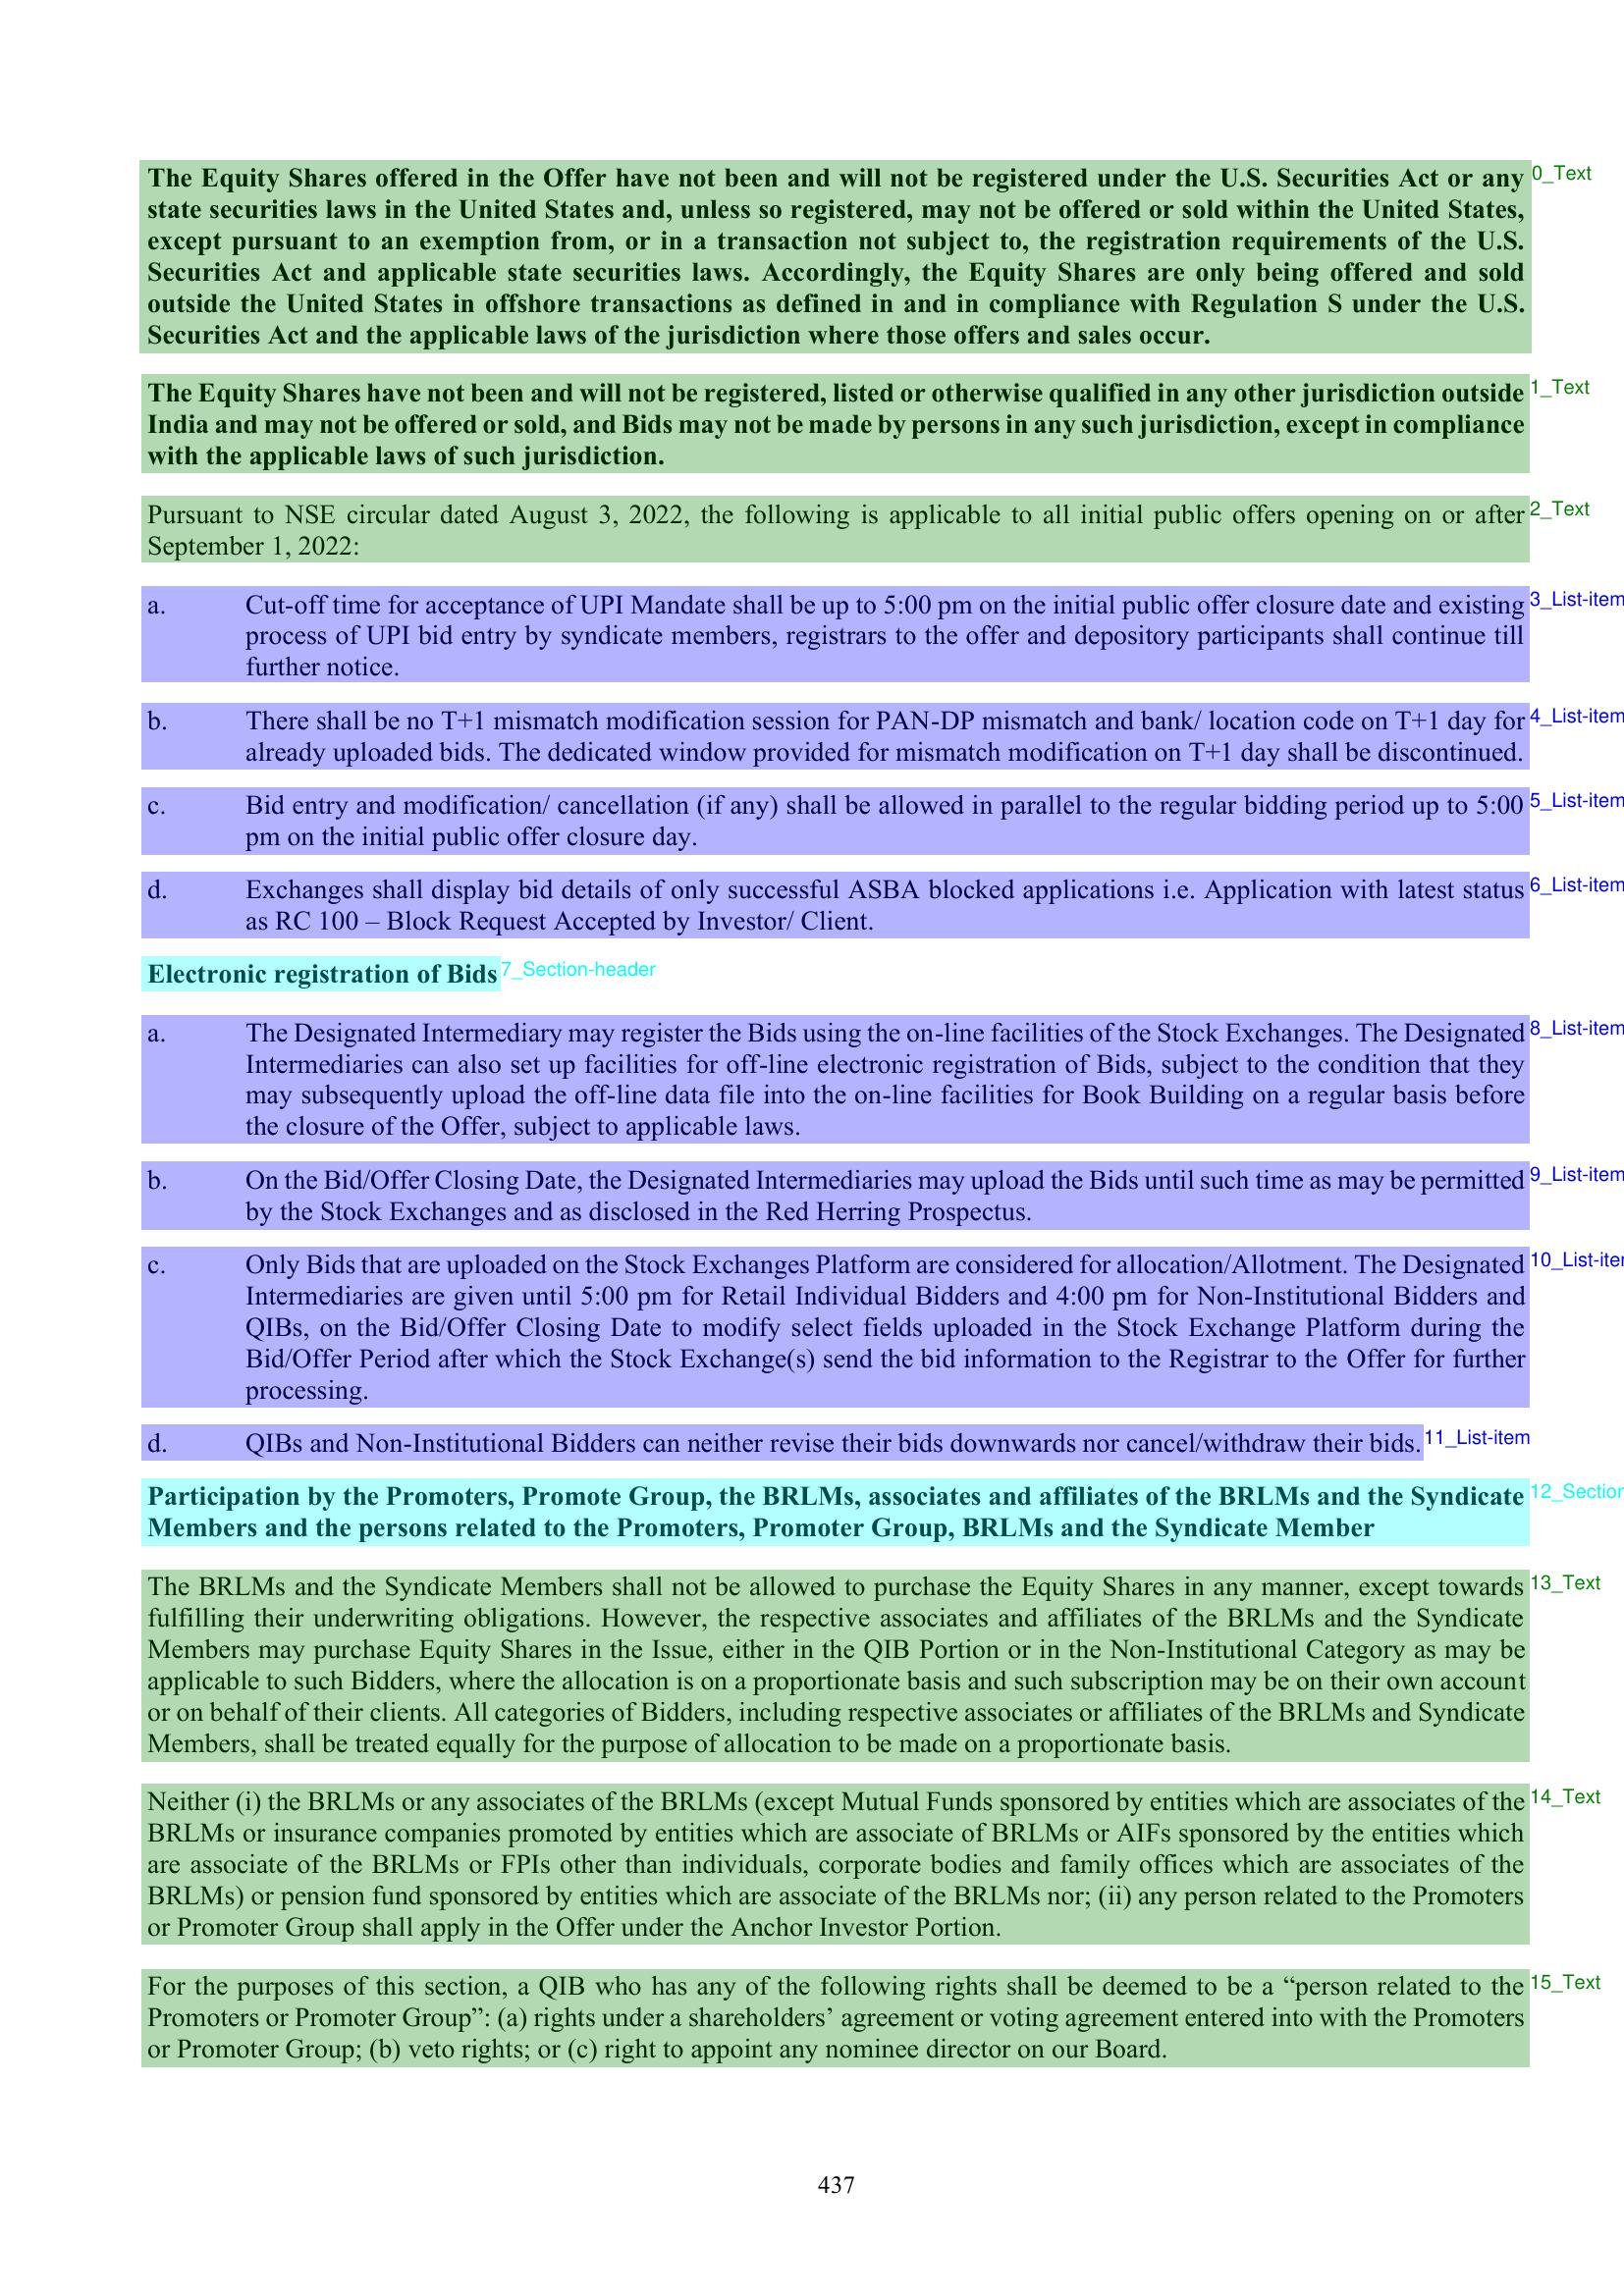 The Equity Shares offered in the Offer have not been and will not be registered under the U.S. Securities Act or any 0_Text
state securities laws in the United States and, unless so registered, may not be offered or sold within the United States,
except pursuant to an exemption from, or in a transaction not subject to, the registration requirements of the U.S.
Securities Act and applicable state securities laws. Accordingly, the Equity Shares are only being offered and sold
outside the United States in offshore transactions as defined in and in compliance with Regulation S under the U.S.
Securities Act and the applicable laws of the jurisdiction where those offers and sales occur.
The Equity Shares have not been and will not be registered, listed or otherwise qualified in any other jurisdiction outside 1_Text
India and may not be offered or sold, and Bids may not be made by persons in any such jurisdiction, except in compliance
with the applicable laws of such jurisdiction.
Pursuant to NSE circular dated August 3, 2022, the following is applicable to all initial public offers opening on or after 2_Text
September 1, 2022:
a. Cut-off time for acceptance of UPI Mandate shall be up to 5:00 pm on the initial public offer closure date and existing 3_List-item
process of UPI bid entry by syndicate members, registrars to the offer and depository participants shall continue till
further notice.
b. There shall be no T+1 mismatch modification session for PAN-DP mismatch and bank/ location code on T+1 day for 4_List-item
already uploaded bids. The dedicated window provided for mismatch modification on T+1 day shall be discontinued.
c. Bid entry and modification/ cancellation (if any) shall be allowed in parallel to the regular bidding period up to 5:00 5_List-item
pm on the initial public offer closure day.
d. Exchanges shall display bid details of only successful ASBA blocked applications i.e. Application with latest status 6_List-item
as RC 100 – Block Request Accepted by Investor/ Client.
Electronic registration of Bids 7_Section-header
a. The Designated Intermediary may register the Bids using the on-line facilities of the Stock Exchanges. The Designated 8_List-item
Intermediaries can also set up facilities for off-line electronic registration of Bids, subject to the condition that they
may subsequently upload the off-line data file into the on-line facilities for Book Building on a regular basis before
the closure of the Offer, subject to applicable laws.
b. On the Bid/Offer Closing Date, the Designated Intermediaries may upload the Bids until such time as may be permitted 9_List-item
by the Stock Exchanges and as disclosed in the Red Herring Prospectus.
c. Only Bids that are uploaded on the Stock Exchanges Platform are considered for allocation/Allotment. The Designated 10_List-iter
Intermediaries are given until 5:00 pm for Retail Individual Bidders and 4:00 pm for Non-Institutional Bidders and
QIBs, on the Bid/Offer Closing Date to modify select fields uploaded in the Stock Exchange Platform during the
Bid/Offer Period after which the Stock Exchange(s) send the bid information to the Registrar to the Offer for further
processing.
d. QIBs and Non-Institutional Bidders can neither revise their bids downwards nor cancel/withdraw their bids. 11_List-item
Participation by the Promoters, Promote Group, the BRLMs, associates and affiliates of the BRLMs and the Syndicate 12_Section
Members and the persons related to the Promoters, Promoter Group, BRLMs and the Syndicate Member
The BRLMs and the Syndicate Members shall not be allowed to purchase the Equity Shares in any manner, except towards 13_Text
fulfilling their underwriting obligations. However, the respective associates and affiliates of the BRLMs and the Syndicate
Members may purchase Equity Shares in the Issue, either in the QIB Portion or in the Non-Institutional Category as may be
applicable to such Bidders, where the allocation is on a proportionate basis and such subscription may be on their own account
or on behalf of their clients. All categories of Bidders, including respective associates or affiliates of the BRLMs and Syndicate
Members, shall be treated equally for the purpose of allocation to be made on a proportionate basis.
Neither (i) the BRLMs or any associates of the BRLMs (except Mutual Funds sponsored by entities which are associates of the 14_Text
BRLMs or insurance companies promoted by entities which are associate of BRLMs or AIFs sponsored by the entities which
are associate of the BRLMs or FPIs other than individuals, corporate bodies and family offices which are associates of the
BRLMs) or pension fund sponsored by entities which are associate of the BRLMs nor; (ii) any person related to the Promoters
or Promoter Group shall apply in the Offer under the Anchor Investor Portion.
For the purposes of this section, a QIB who has any of the following rights shall be deemed to be a “person related to the 15_Text
Promoters or Promoter Group”: (a) rights under a shareholders’ agreement or voting agreement entered into with the Promoters
or Promoter Group; (b) veto rights; or (c) right to appoint any nominee director on our Board.
437